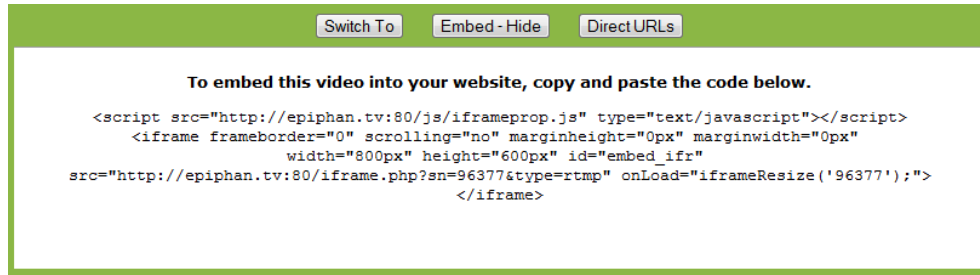 Switch To Embed - Hide Direct URLs
To embed this video into your website, copy and paste the code below.
<script src="http://epiphan.tv:80/js/iframeprop.js" type="text/javascript"></script>
<iframe frameborder="0" scrolling="no" marginheight="0px" marginwidth="0px"
width="800px" height="600px" id="embed_ifr"
src="http://epiphan.tv:80/iframe.php?sn=96377&type=rtmp" onLoad="iframeResize('96377');">
</iframe>